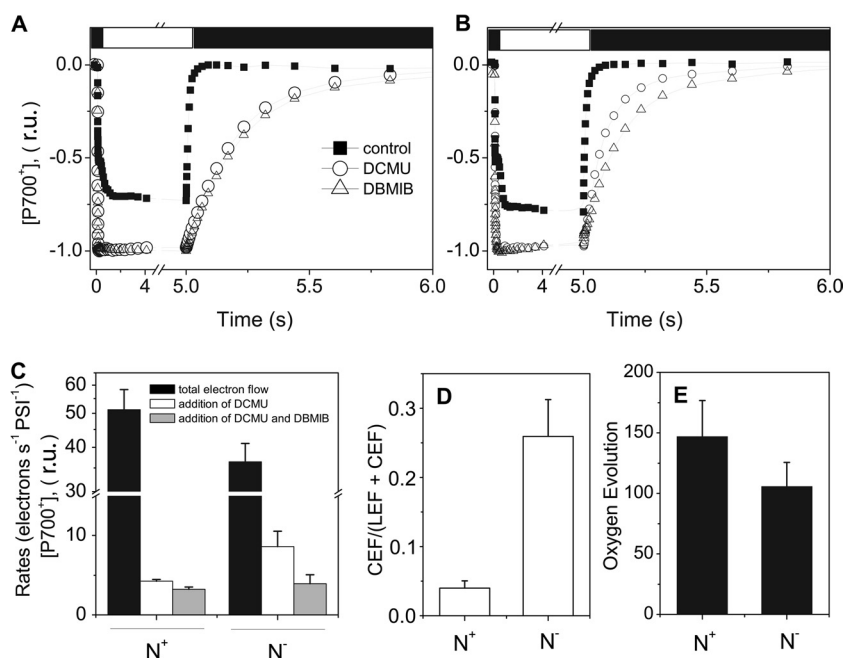 A
B
0.0
-0.5
-1.0
[P700⁺], ( r.u.)
control
DCMU
DBMIB
0 4 5.0 5.5 6.0
Time (s)
0.0
-0.5
-1.0
[P700⁺], ( r.u.)
0 4 5.0 5.5 6.0
Time (s)
C
60
50
40
30
10
0
Rates (electrons s⁻¹ PSI⁻¹)
[P700⁺], ( r.u.)
total electron flow
addition of DCMU
addition of DCMU and DBMIB
N⁺ N⁻
D
0.3
0.2
0.1
0.0
CEF/(LEF + CEF)
N⁺ N⁻
E
200
150
100
50
0
Oxygen Evolution
N⁺ N⁻